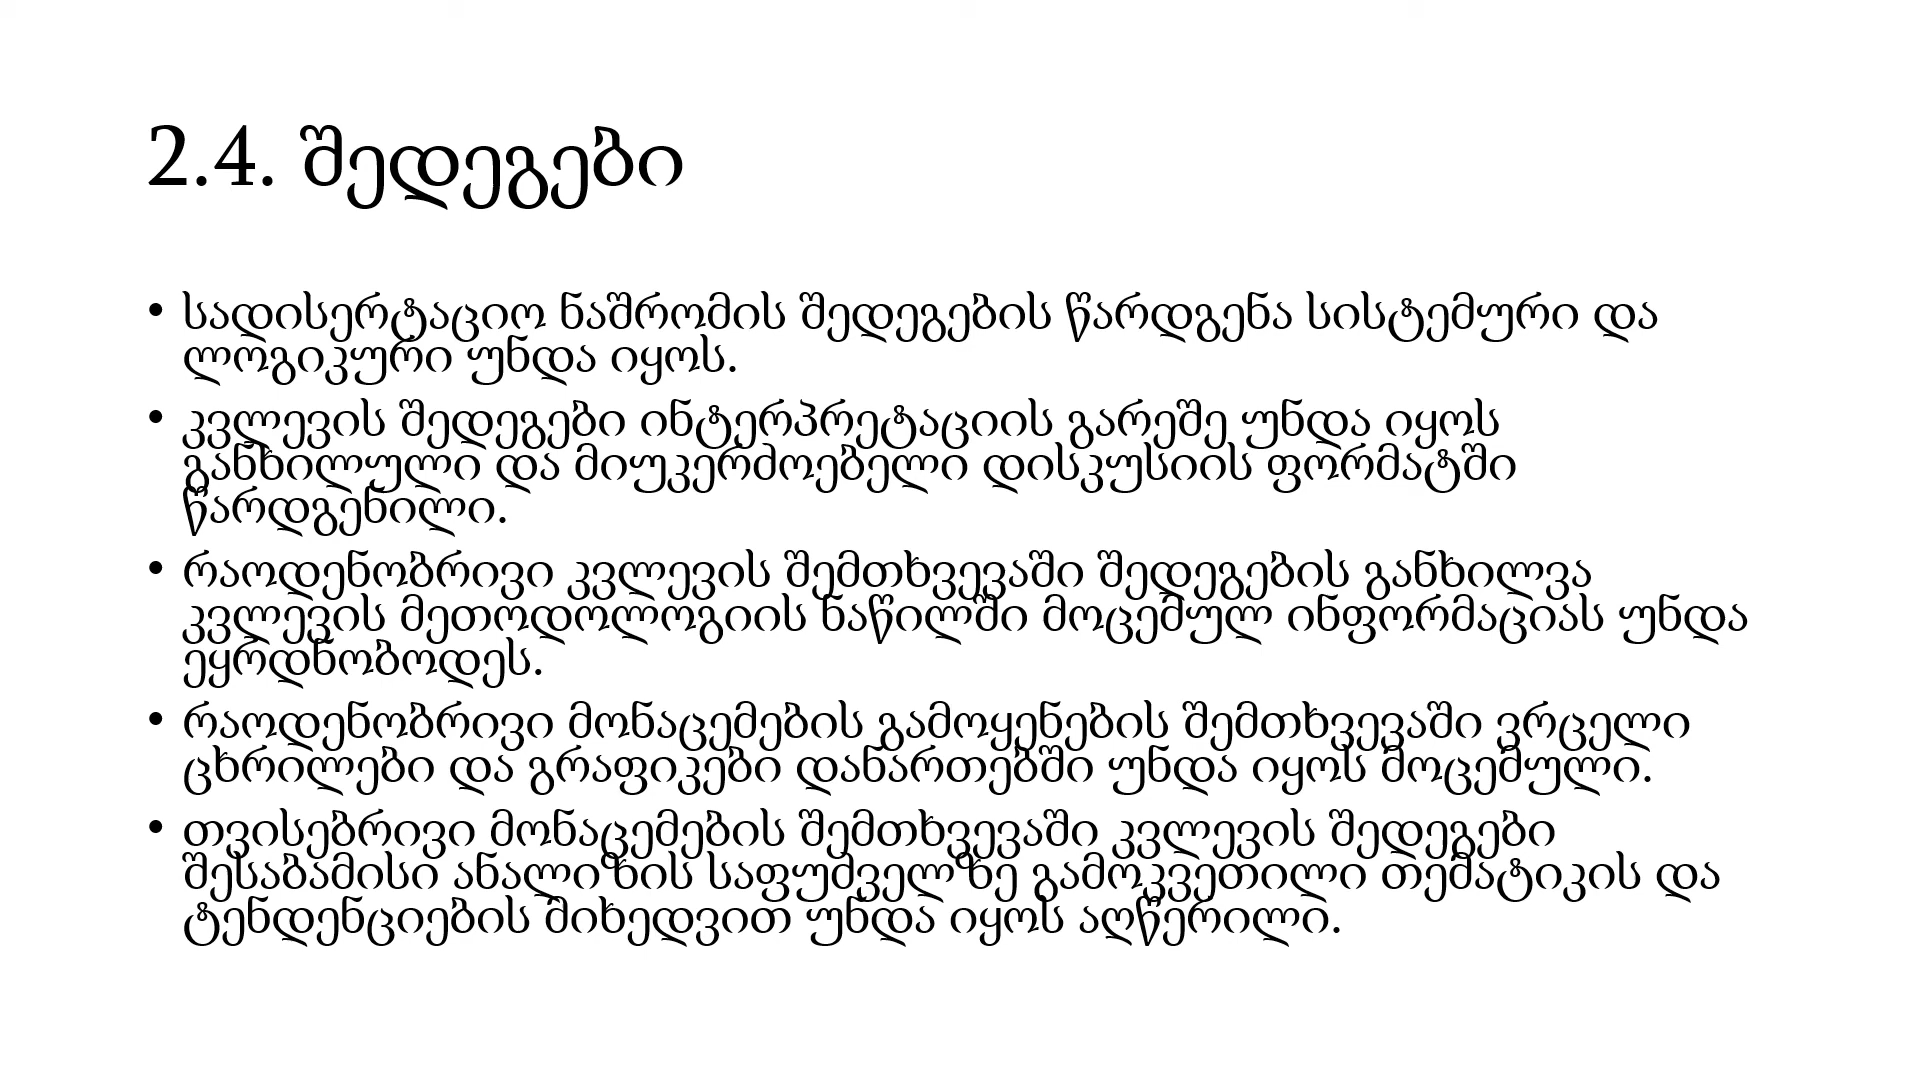 2.4. შედეგები
• სადისერტაციო ნაშრომის შედეგების წარდგენა სისტემური და
ლოგიკური უნდა იყოს.
• კვლევის შედეგები ინტერპრეტაციის გარეშე უნდა იყოს
განხილული და მიუკერძოებელი დისკუსიის ფორმატში
წარდგენილი.
• რაოდენობრივი კვლევის შემთხვევაში შედეგების განხილვა
კვლევის მეთოდოლოგიის ნაწილში მოცემულ ინფორმაციას უნდა
ეყრდნობოდეს.
• რაოდენობრივი მონაცემების გამოყენების შემთხვევაში ვრცელი
ცხრილები და გრაფიკები დანართებში უნდა იყოს მოცემული.
• თვისებრივი მონაცემების შემთხვევაში კვლევის შედეგები
შესაბამისი ანალიზის საფუძველზე გამოკვეთილი თემატიკის და
ტენდენციების მიხედვით უნდა იყოს აღწერილი.